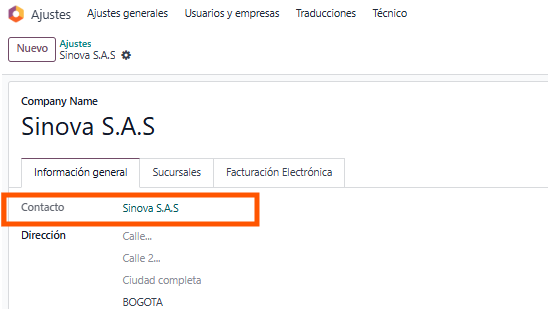 Ajustes Ajustes generales Usuarios y empresas Traducciones Técnico
Nuevo Ajustes
Sinova S.A.S
Company Name
Sinova S.A.S
Información general Sucursales Facturación Electrónica
Contacto Sinova S.A.S
Dirección Calle...
Calle 2...
Ciudad completa
BOGOTA